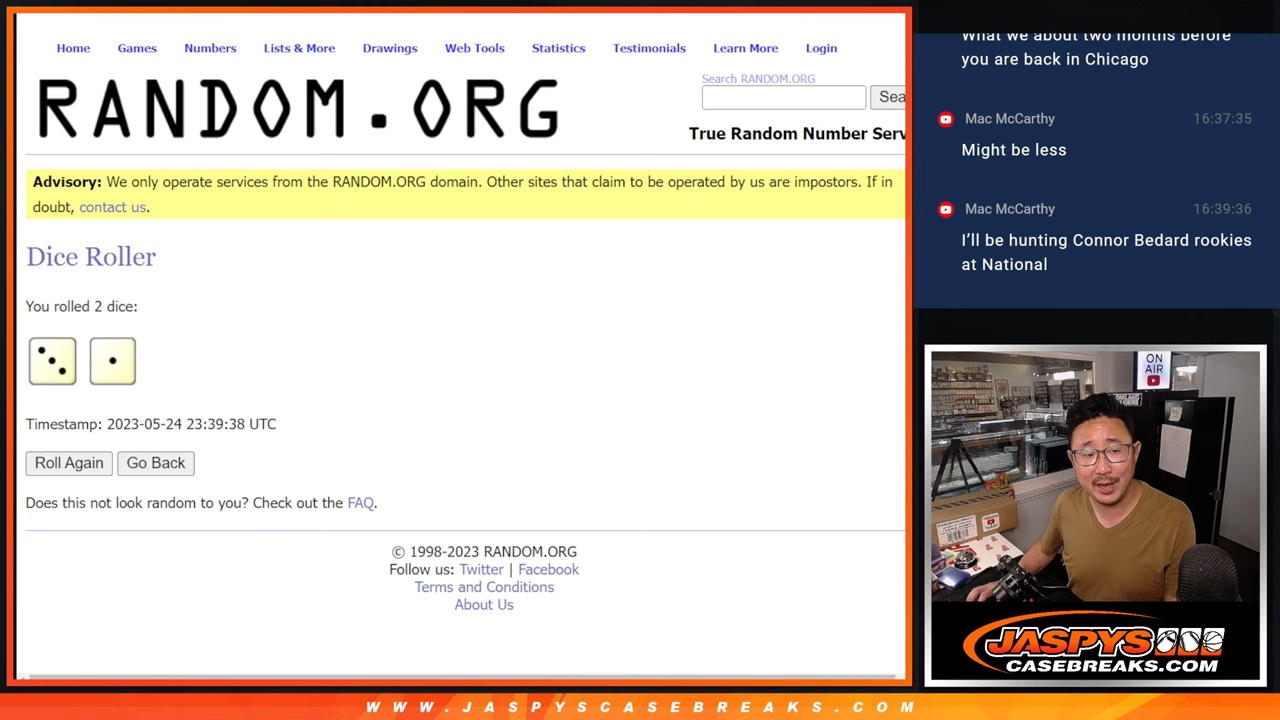 Home Games Numbers Lists & More Drawings Web Tools Statistics Testimonials Learn More Login
RANDOM.ORG
Search RANDOM.ORG
Sea
True Random Number Serv
Advisory: We only operate services from the RANDOM.ORG domain. Other sites that claim to be operated by us are impostors. If in
doubt, contact us.
Dice Roller
You rolled 2 dice:
Timestamp: 2023-05-24 23:39:38 UTC
Roll Again Go Back
Does this not look random to you? Check out the FAQ.
© 1998-2023 RANDOM.ORG
Follow us: Twitter | Facebook
Terms and Conditions
About Us
What we about two months before
you are back in Chicago
Mac McCarthy 16:37:35
Might be less
Mac McCarthy 16:39:36
I’ll be hunting Connor Bedard rookies
at National
ON
AIR
JASPYS
CASEBREAKS.COM
WWW.JASPYSCASEBREAKS.COM